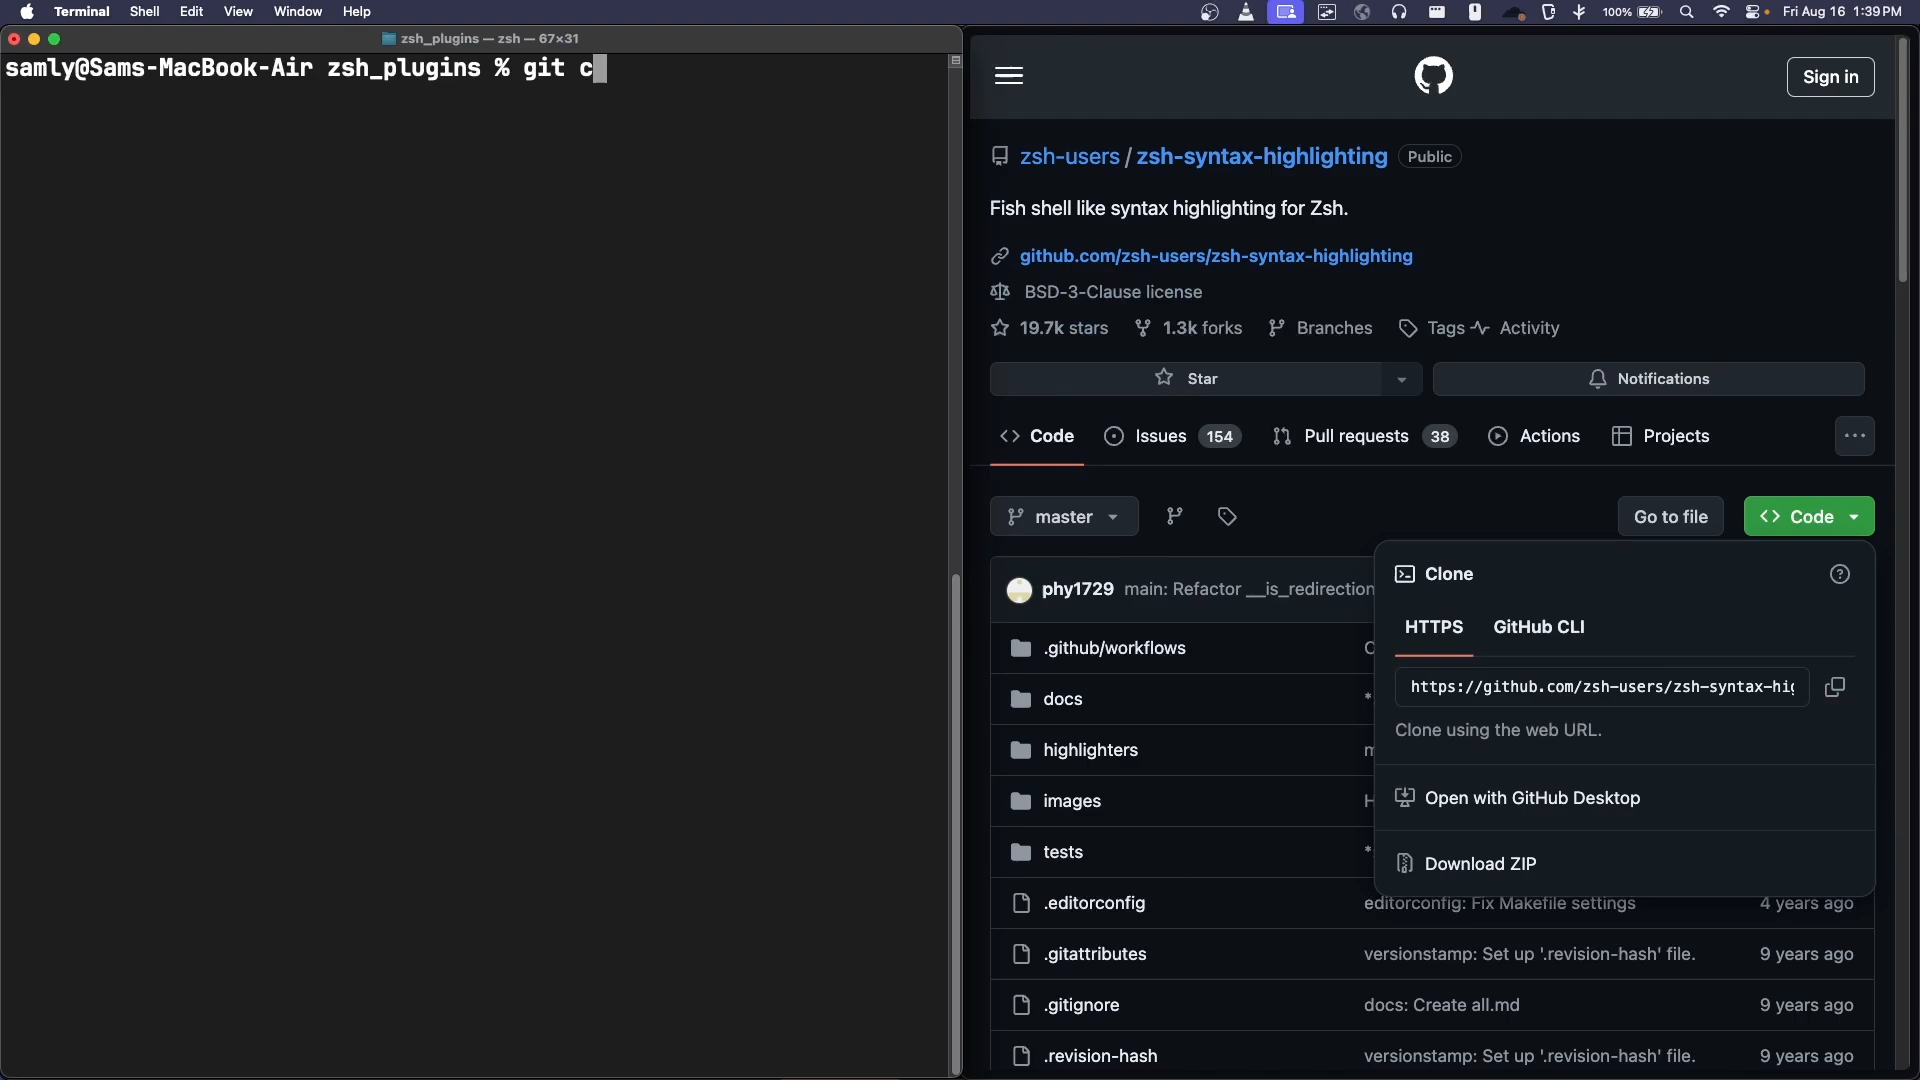 Terminal Shell Edit View Window Help 100% Fri Aug 16 1:39 PM
zsh_plugins — zsh — 67×31
samly@Sams-MacBook-Air zsh_plugins % git c
Sign in
zsh-users / zsh-syntax-highlighting Public
Fish shell like syntax highlighting for Zsh.
github.com/zsh-users/zsh-syntax-highlighting
BSD-3-Clause license
19.7k stars 1.3k forks Branches Tags Activity
Star Notifications
Code Issues 154 Pull requests 38 Actions Projects
master Go to file Code
phy1729 main: Refactor __is_redirection
.github/workflows
docs
highlighters
images
tests
Clone
HTTPS GitHub CLI
https://github.com/zsh-users/zsh-syntax-hi
Clone using the web URL.
Open with GitHub Desktop
Download ZIP
.editorconfig editorconfig: Fix Makefile settings 4 years ago
.gitattributes versionstamp: Set up '.revision-hash' file. 9 years ago
.gitignore docs: Create all.md 9 years ago
.revision-hash versionstamp: Set up '.revision-hash' file. 9 years ago